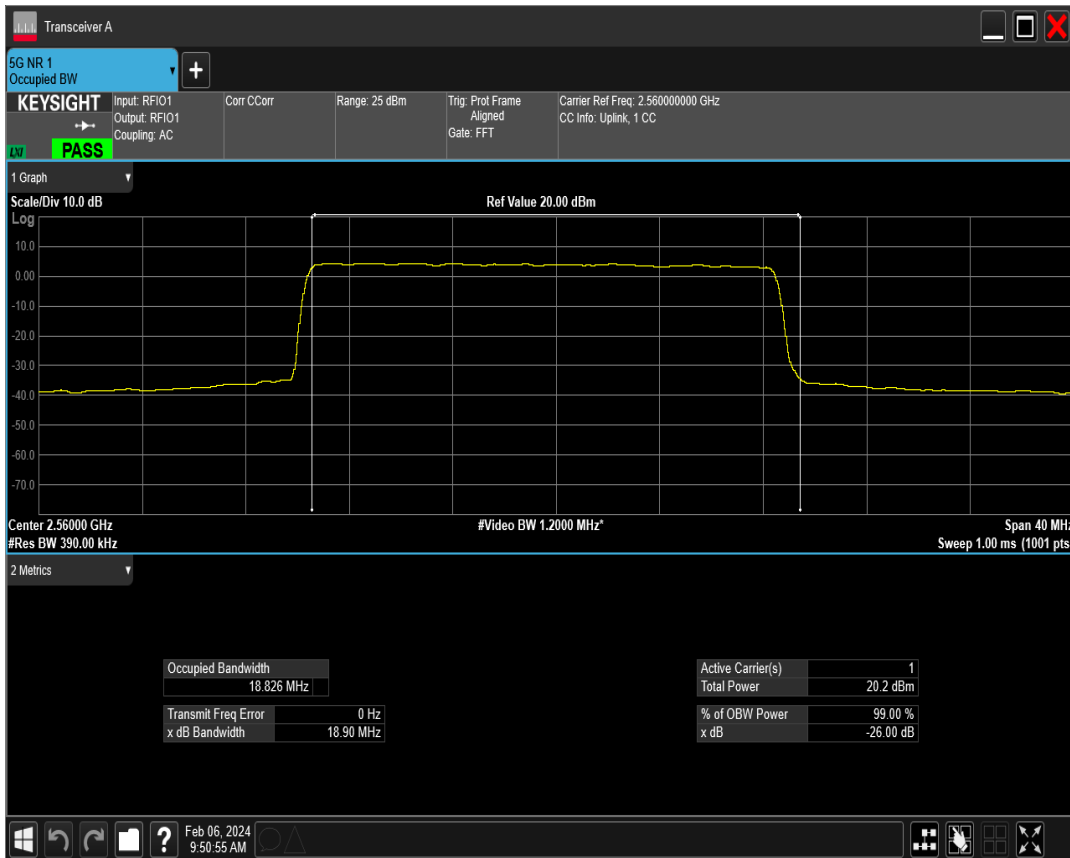 Transceiver A
5G NR 1
Occupied BW
KEYSIGHT
LXI
PASS
Input: RFIO1
Output: RFIO1
Coupling: AC
Corr CCorr
Range: 25 dBm
Trig: Prot Frame
Aligned
Gate: FFT
Carrier Ref Freq: 2.560000000 GHz
CC Info: Uplink, 1 CC
1 Graph
Scale/Div 10.0 dB
Ref Value 20.00 dBm
Log
10.0
0.00
-10.0
-20.0
-30.0
-40.0
-50.0
-60.0
-70.0
Center 2.56000 GHz
#Video BW 1.2000 MHz*
Span 40 MHz
#Res BW 390.00 kHz
Sweep 1.00 ms (1001 pts
2 Metrics
Occupied Bandwidth
18.826 MHz
Transmit Freq Error 0 Hz
x dB Bandwidth 18.90 MHz
Active Carrier(s) 1
Total Power 20.2 dBm
% of OBW Power 99.00 %
x dB -26.00 dB
Feb 06, 2024
9:50:55 AM